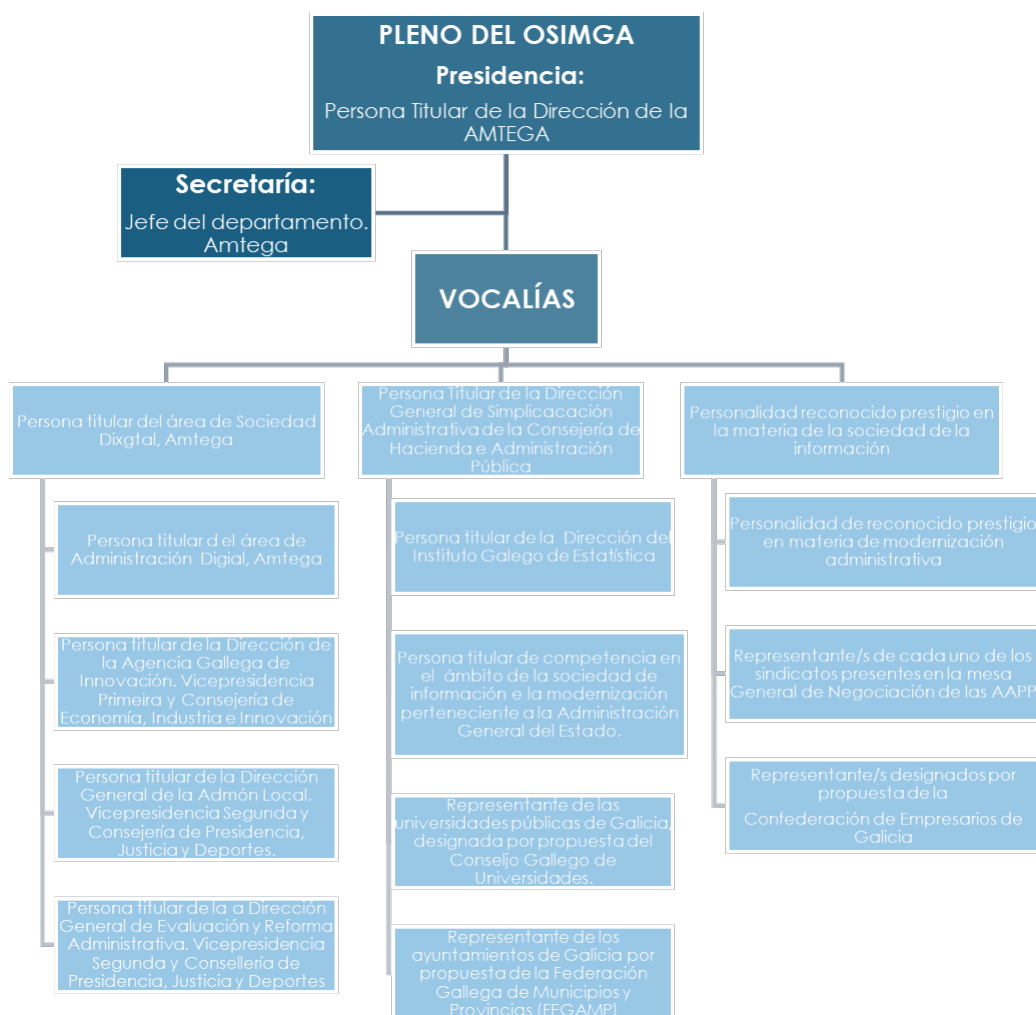 PLENO DEL OSIMGA
Presidencia:
Persona Titular de la Dirección de la
AMTEGA
Secretaría:
Jefe del departamento.
Amtega
VOCALÍAS
Persona titular del área de Sociedad
Dixgtal, Amtega
Persona titular d el área de
Administración Digial, Amtega
Persona titular de la Dirección de
la Agencia Gallega de
Innovación. Vicepresidencia
Primeira y Consejería de
Economía, Industria e Innovación
Persona titular de la Dirección
General de la Admón Local.
Vicepresidencia Segunda y
Consejería de Presidencia,
Justicia y Deportes.
Persona titular de la a Dirección
General de Evaluación y Reforma
Administrativa. Vicepresidencia
Segunda y Consellería de
Presidencia, Justicia y Deportes
Persona Titular de la Dirección
General de Simplicacación
Administrativa de la Consejería de
Hacienda e Administración
Pública
Persona titular de la Dirección del
Instituto Galego de Estatística
Persona titular de competencia en
el ámbito de la sociedad de
información e la modernización
perteneciente a la Administración
General del Estado.
Representante de las
universidades públicas de Galicia,
designada por propuesta del
Conseljo Gallego de
Universidades.
Representante de los
ayuntamientos de Galicia por
propuesta de la Federación
Gallega de Municipios y
Provincias (FEGAMP)
Personalidad reconocido prestigio en
la materia de la sociedad de la
información
Personalidad de reconocido prestigio
en materia de modernización
administrativa
Representante/s de cada uno de los
sindicatos presentes en la mesa
General de Negociación de las AAPP
Representante/s designados por
propuesta de la
Confederación de Empresarios de
Galicia